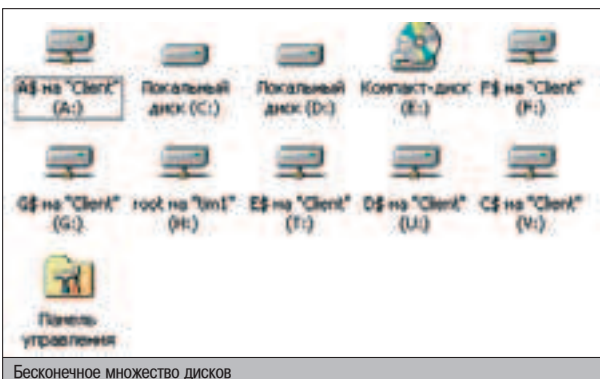 A$ на "Client" (A:)
Локальный диск (C:)
Локальный диск (D:)
Компакт-диск (E:)
F$ на "Client" (F:)
G$ на "Client" (G:)
root на "tim1" (H:)
E$ на "Client" (T:)
D$ на "Client" (U:)
C$ на "Client" (V:)
Панель управления
Бесконечное множество дисков